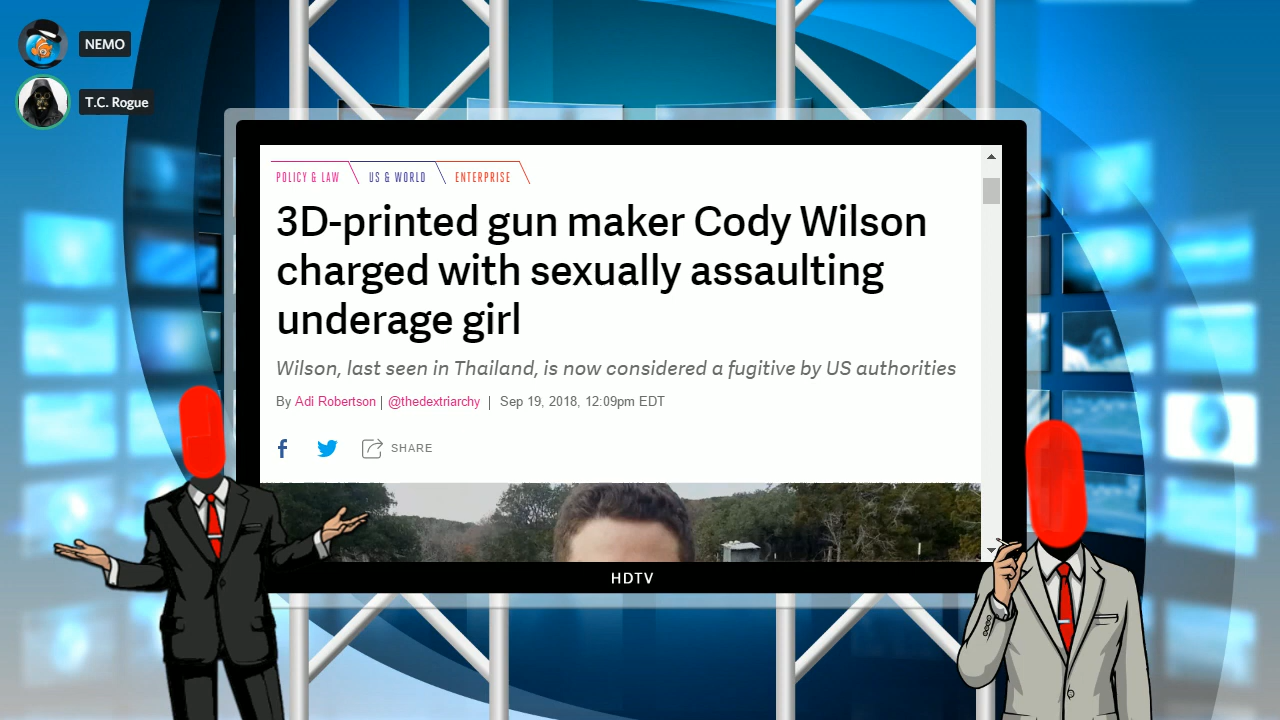 NEMO
T.C. Rogue
POLICY & LAW US & WORLD ENTERPRISE
3D-printed gun maker Cody Wilson
charged with sexually assaulting
underage girl
Wilson, last seen in Thailand, is now considered a fugitive by US authorities
By Adi Robertson | @thedextriarchy | Sep 19, 2018, 12:09pm EDT
SHARE
HDTV